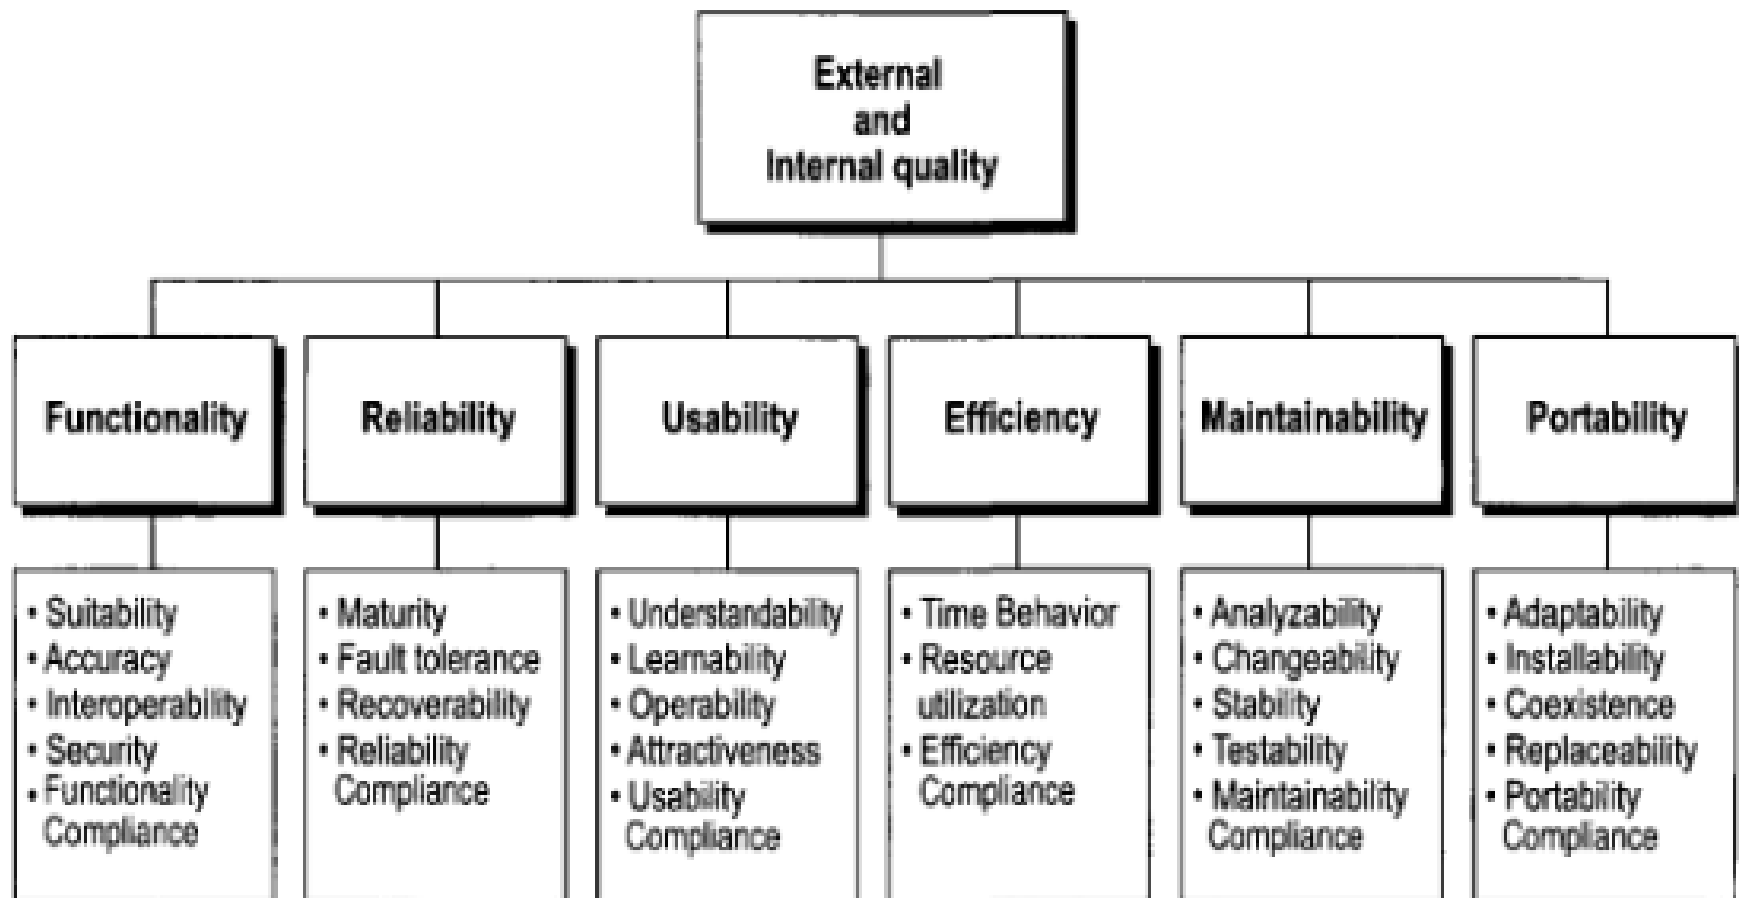 External
and
Internal quality
Functionality
Reliability
Usability
Efficiency
Maintainability
Portability
• Suitability
• Accuracy
• Interoperability
• Security
• Functionality
Compliance
• Maturity
• Fault tolerance
• Recoverability
• Reliability
Compliance
• Understandability
• Learnability
• Operability
• Attractiveness
• Usability
Compliance
• Time Behavior
• Resource
utilization
• Efficiency
Compliance
• Analyzability
• Changeability
• Stability
• Testability
• Maintainability
Compliance
• Adaptability
• Installability
• Coexistence
• Replaceability
• Portability
Compliance